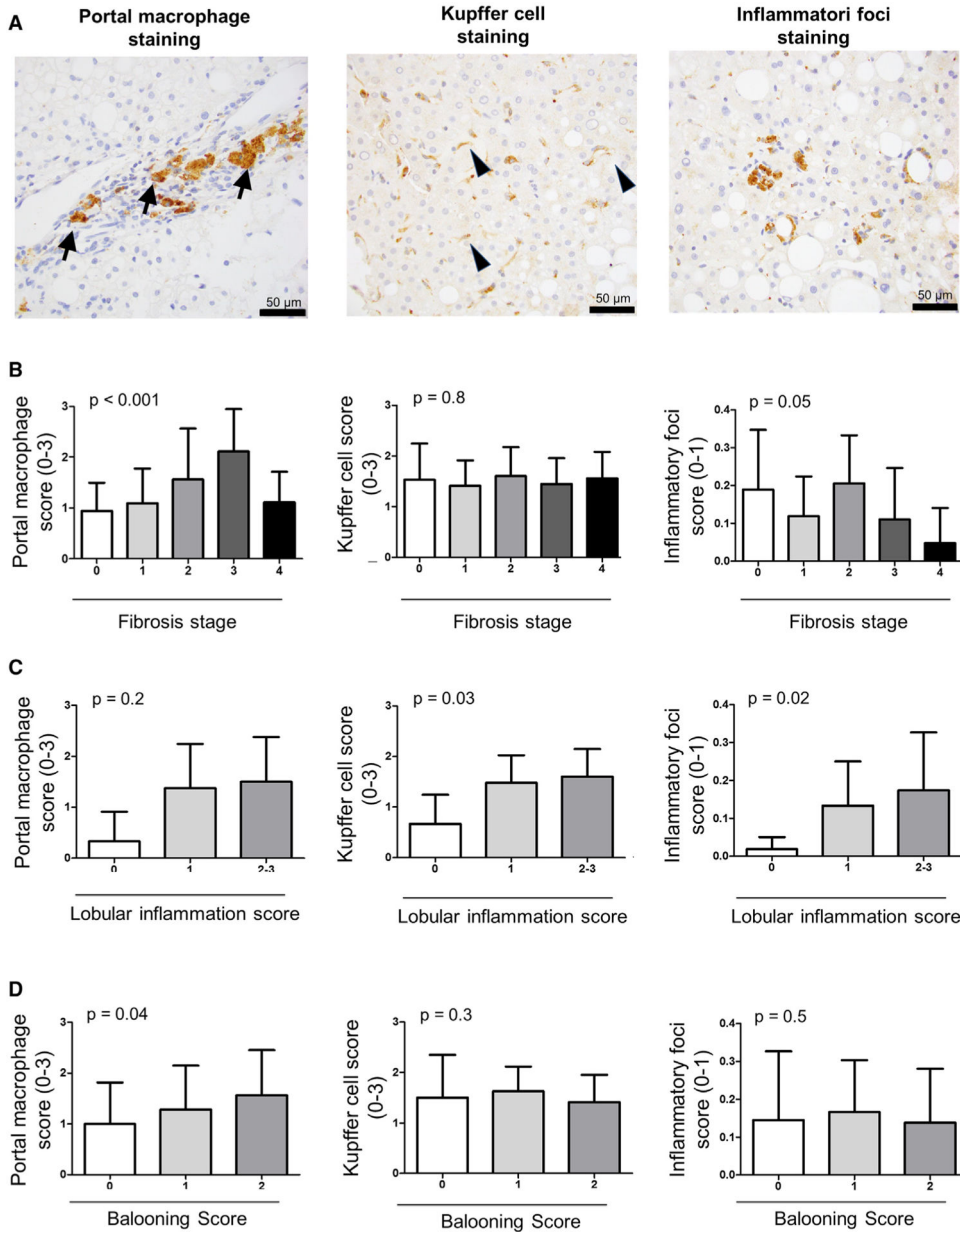 A
Portal macrophage
staining
Kupffer cell
staining
Inflammatori foci
staining
50 µm
50 µm
50 µm
B
Portal macrophage
score (0-3)
p < 0.001
3
2
1
0
0 1 2 3 4
Fibrosis stage
Kupffer cell score
(0-3)
p = 0.8
3
2
1
0
0 1 2 3 4
Fibrosis stage
Inflammatory foci
score (0-1)
p = 0.05
0.4
0.3
0.2
0.1
0.0
0 1 2 3 4
Fibrosis stage
C
Portal macrophage
score (0-3)
p = 0.2
3
2
1
0
0 1 2-3
Lobular inflammation score
Kupffer cell score
(0-3)
p = 0.03
3
2
1
0
0 1 2-3
Lobular inflammation score
Inflammatory foci
score (0-1)
p = 0.02
0.4
0.3
0.2
0.1
0.0
0 1 2-3
Lobular inflammation score
D
Portal macrophage
score (0-3)
p = 0.04
3
2
1
0
0 1 2
Balooning Score
Kupffer cell score
(0-3)
p = 0.3
3
2
1
0
0 1 2
Balooning Score
Inflammatory foci
score (0-1)
p = 0.5
0.4
0.3
0.2
0.1
0.0
0 1 2
Balooning Score